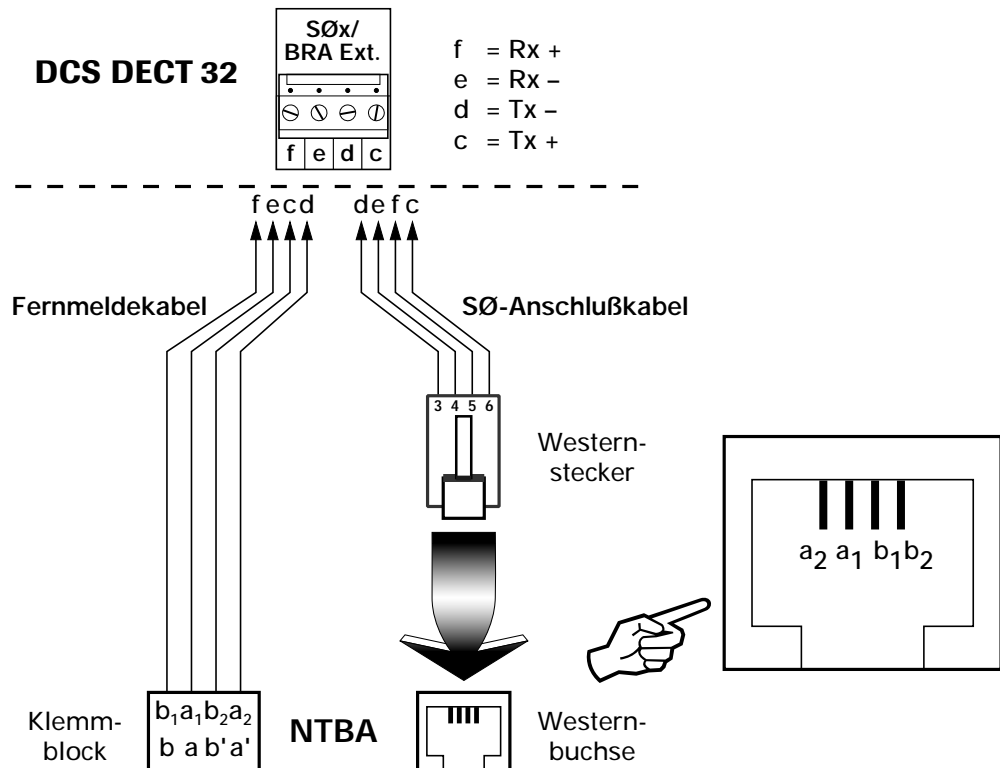 SØx/
BRA Ext.
DCS DECT 32
f e d c
f = Rx +
e = Rx –
d = Tx –
c = Tx +
f e c d
d e f c
Fernmeldekabel
SØ-Anschlußkabel
3 4 5 6
Western-
stecker
a₂ a₁ b₁ b₂
Klemm-
block
b₁ a₁ b₂ a₂
b a b' a'
NTBA
Western-
buchse